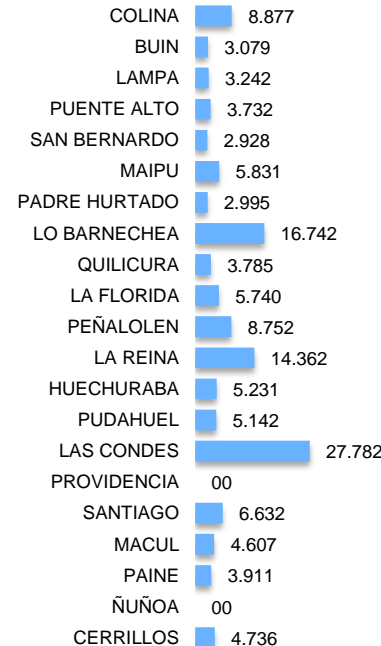 COLINA 8.877
BUIN 3.079
LAMPA 3.242
PUENTE ALTO 3.732
SAN BERNARDO 2.928
MAIPU 5.831
PADRE HURTADO 2.995
LO BARNECHEA 16.742
QUILICURA 3.785
LA FLORIDA 5.740
PEÑALOLEN 8.752
LA REINA 14.362
HUECHURABA 5.231
PUDAHUEL 5.142
LAS CONDES 27.782
PROVIDENCIA 00
SANTIAGO 6.632
MACUL 4.607
PAINE 3.911
ÑUÑOA 00
CERRILLOS 4.736